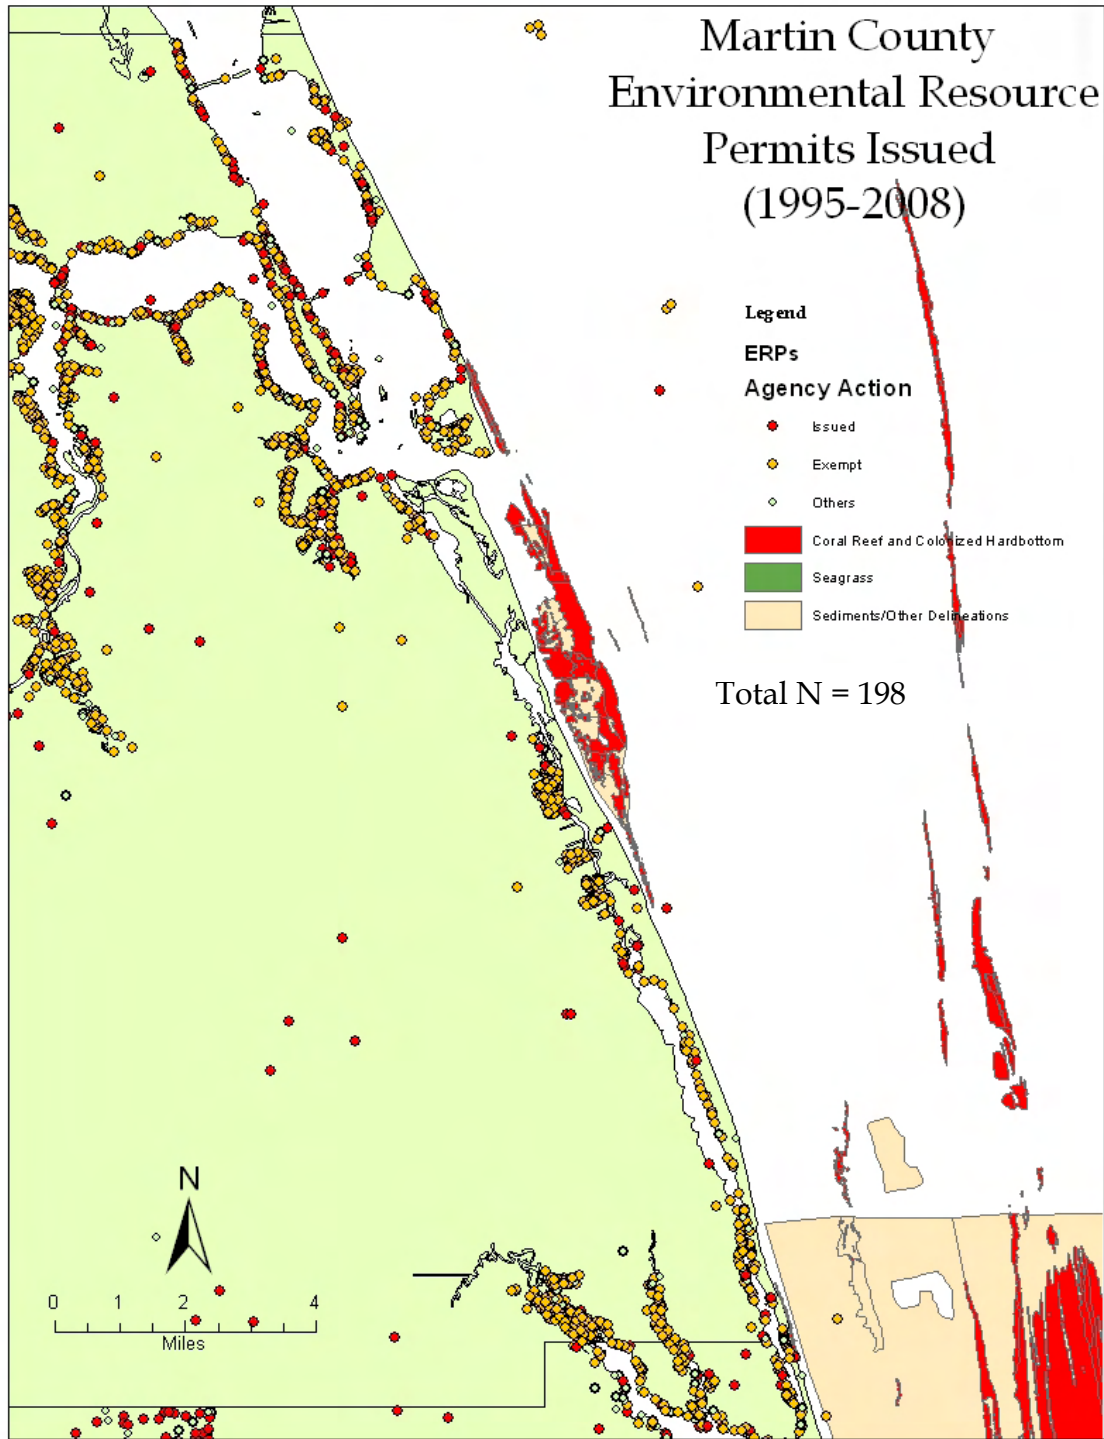 Martin County
Environmental Resource
Permits Issued
(1995-2008)
Legend
ERPs
Agency Action
Issued
Exempt
Others
Coral Reef and Colonized Hardbottom
Seagrass
Sediments/Other Delineations
Total N = 198
N
0 1 2 4
Miles